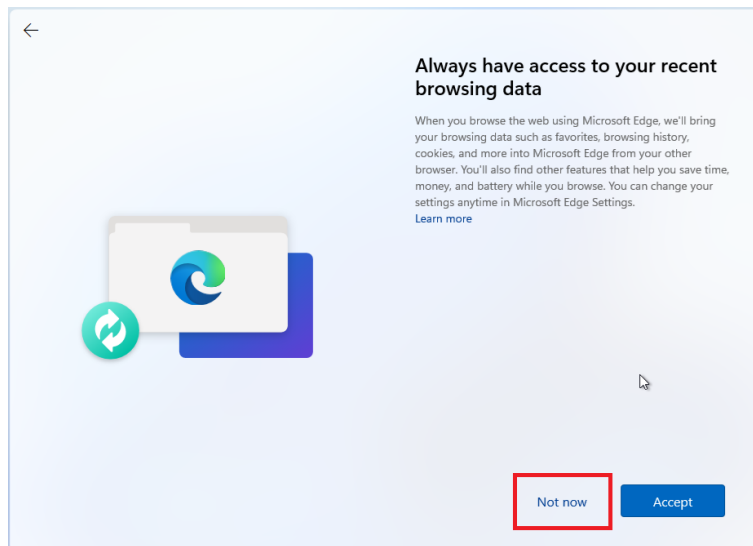 Always have access to your recent
browsing data
When you browse the web using Microsoft Edge, we'll bring
your browsing data such as favorites, browsing history,
cookies, and more into Microsoft Edge from your other
browser. You'll also find other features that help you save time,
money, and battery while you browse. You can change your
settings anytime in Microsoft Edge Settings.
Learn more
Not now
Accept